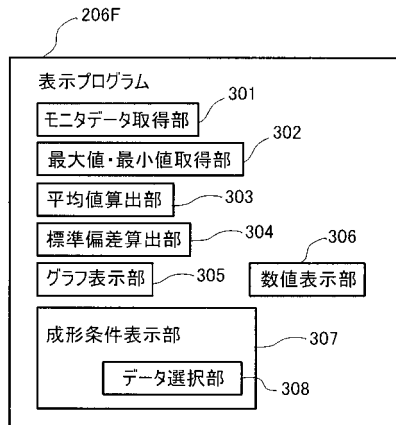 206F
表示プログラム
モニタデータ取得部 301
最大値・最小値取得部 302
平均値算出部 303
標準偏差算出部 304
グラフ表示部 305
数値表示部 306
成形条件表示部 307
データ選択部 308